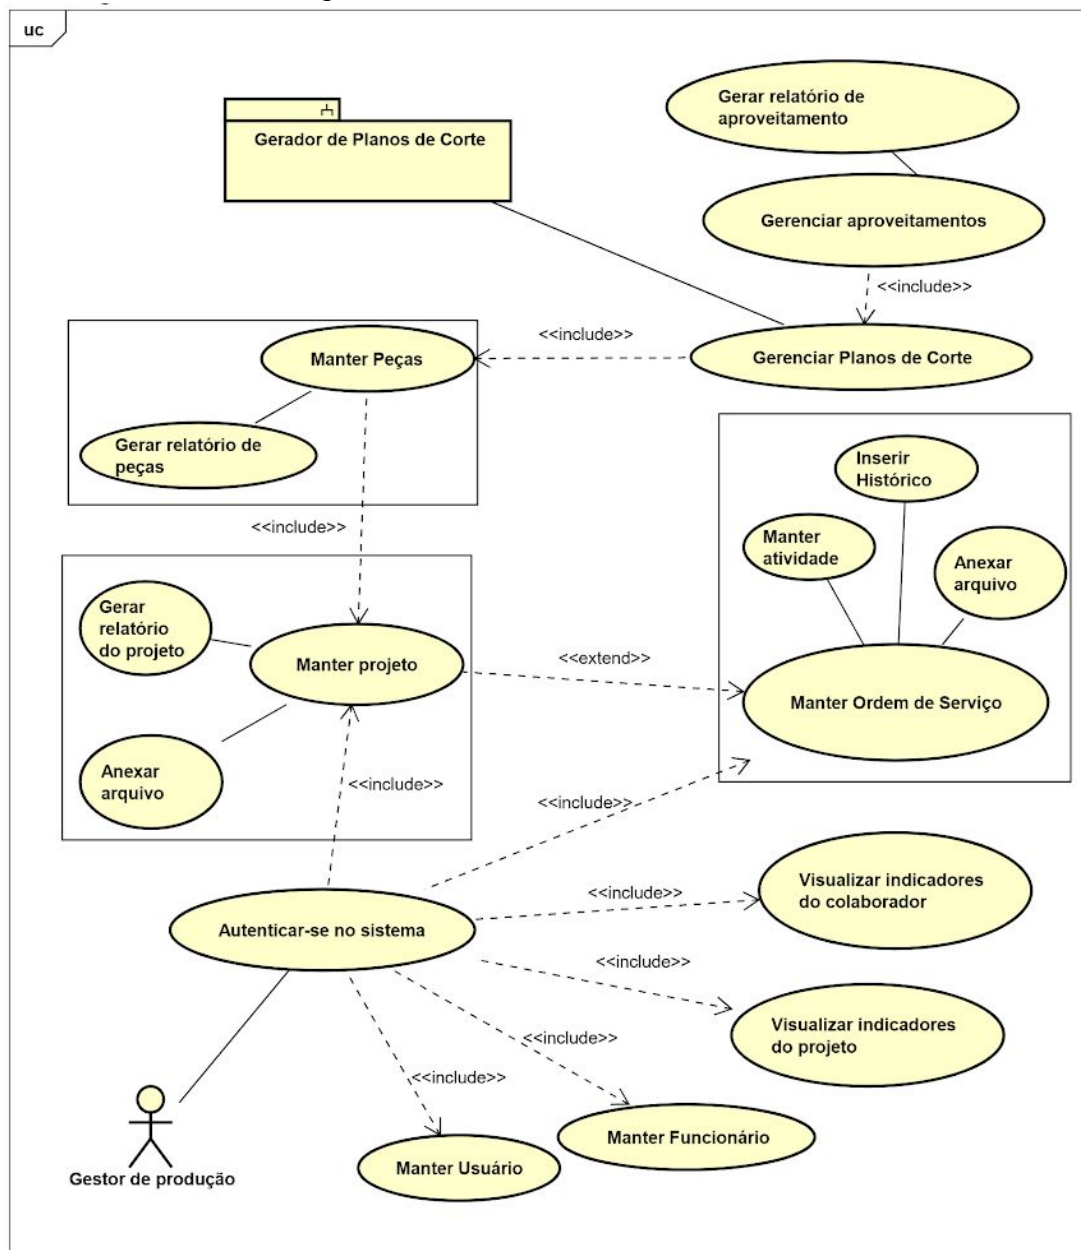 uc
Gerar relatório de
aproveitamento
Gerador de Planos de Corte
Gerenciar aproveitamentos
<<include>>
<<include>>
Manter Peças
Gerenciar Planos de Corte
Gerar relatório de
peças
Inserir
Histórico
<<include>>
Manter
atividade
Anexar
arquivo
Gerar
relatório
do projeto
Manter projeto
<<extend>>
Manter Ordem de Serviço
Anexar
arquivo
<<include>>
<<include>>
Visualizar indicadores
do colaborador
<<include>>
Autenticar-se no sistema
<<include>>
Visualizar indicadores
do projeto
<<include>>
<<include>>
Manter Funcionário
Manter Usuário
Gestor de produção